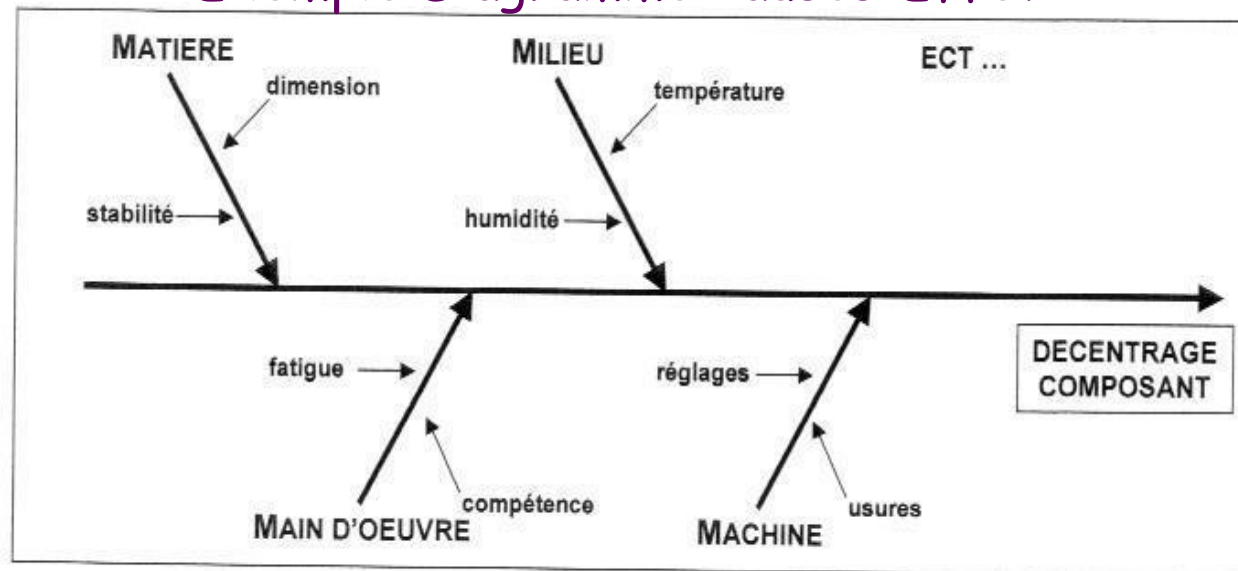 MATIERE
MILIEU
ECT ...
dimension
température
stabilité
humidité
fatigue
réglages
DECENTRAGE
COMPOSANT
compétence
usures
MAIN D'OEUVRE
MACHINE